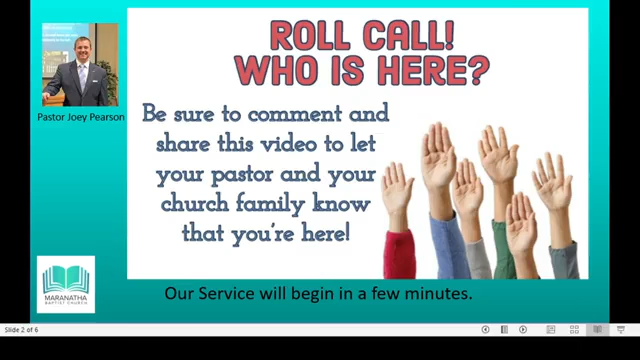 ROLL CALL!
WHO IS HERE?
Pastor Joey Pearson
Be sure to comment and
share this video to let
your pastor and your
church family know
that you're here!
MARANATHA
BAPTIST CHURCH
Our Service will begin in a few minutes.
Slide 2 of 6